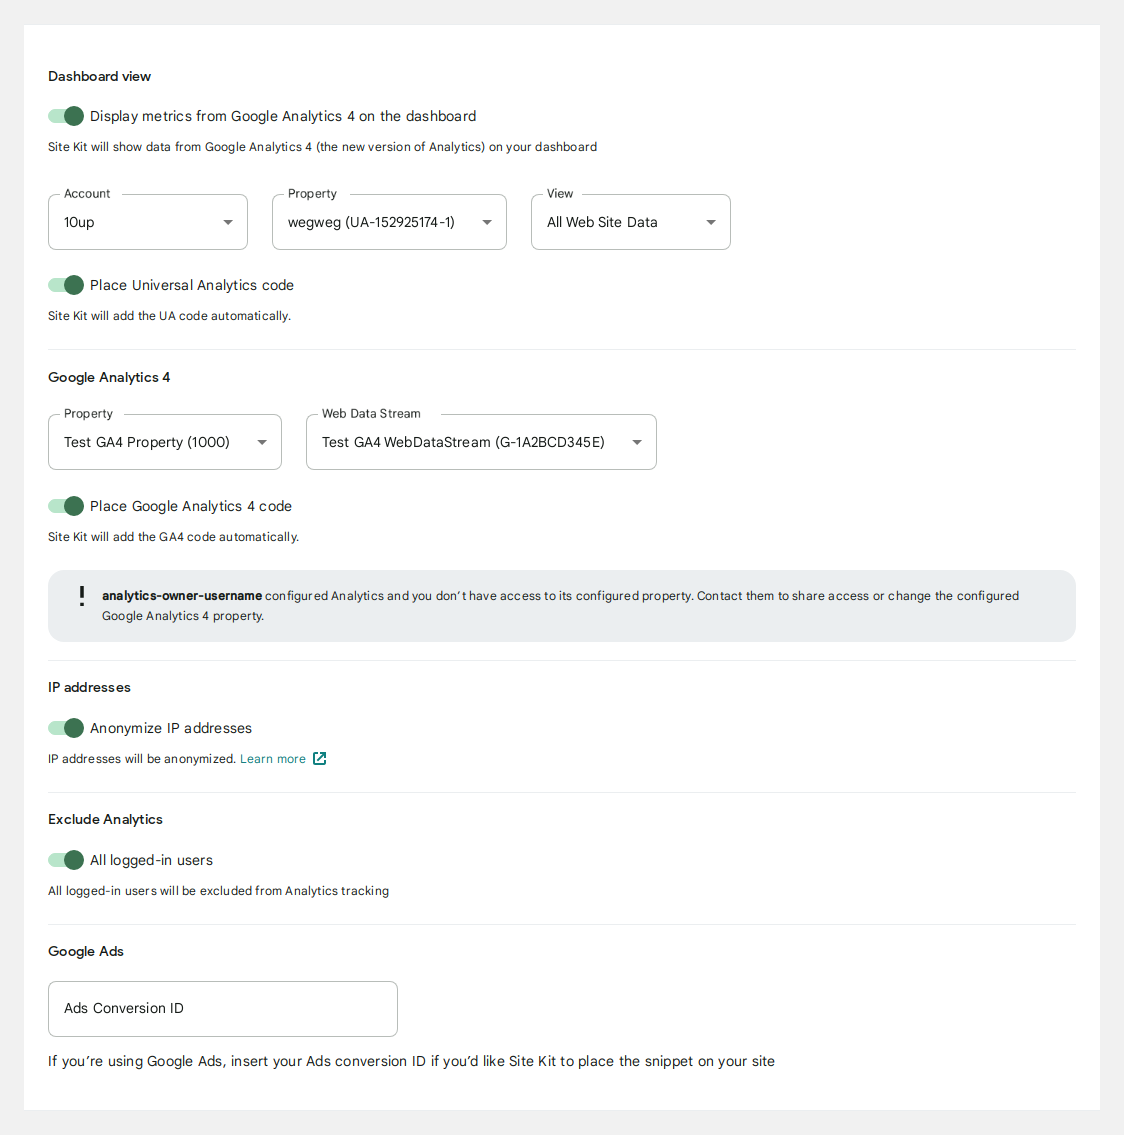 Dashboard view
Display metrics from Google Analytics 4 on the dashboard
Site Kit will show data from Google Analytics 4 (the new version of Analytics) on your dashboard
Account
Property
View
10up
wegweg (UA-152925174-1)
All Web Site Data
Place Universal Analytics code
Site Kit will add the UA code automatically.
Google Analytics 4
Property
Web Data Stream
Test GA4 Property (1000)
Test GA4 WebDataStream (G-1A2BCD345E)
Place Google Analytics 4 code
Site Kit will add the GA4 code automatically.
analytics-owner-username configured Analytics and you don't have access to its configured property. Contact them to share access or change the configured
Google Analytics 4 property.
IP addresses
Anonymize IP addresses
IP addresses will be anonymized. Learn more
Exclude Analytics
All logged-in users
All logged-in users will be excluded from Analytics tracking
Google Ads
Ads Conversion ID
If you’re using Google Ads, insert your Ads conversion ID if you’d like Site Kit to place the snippet on your site